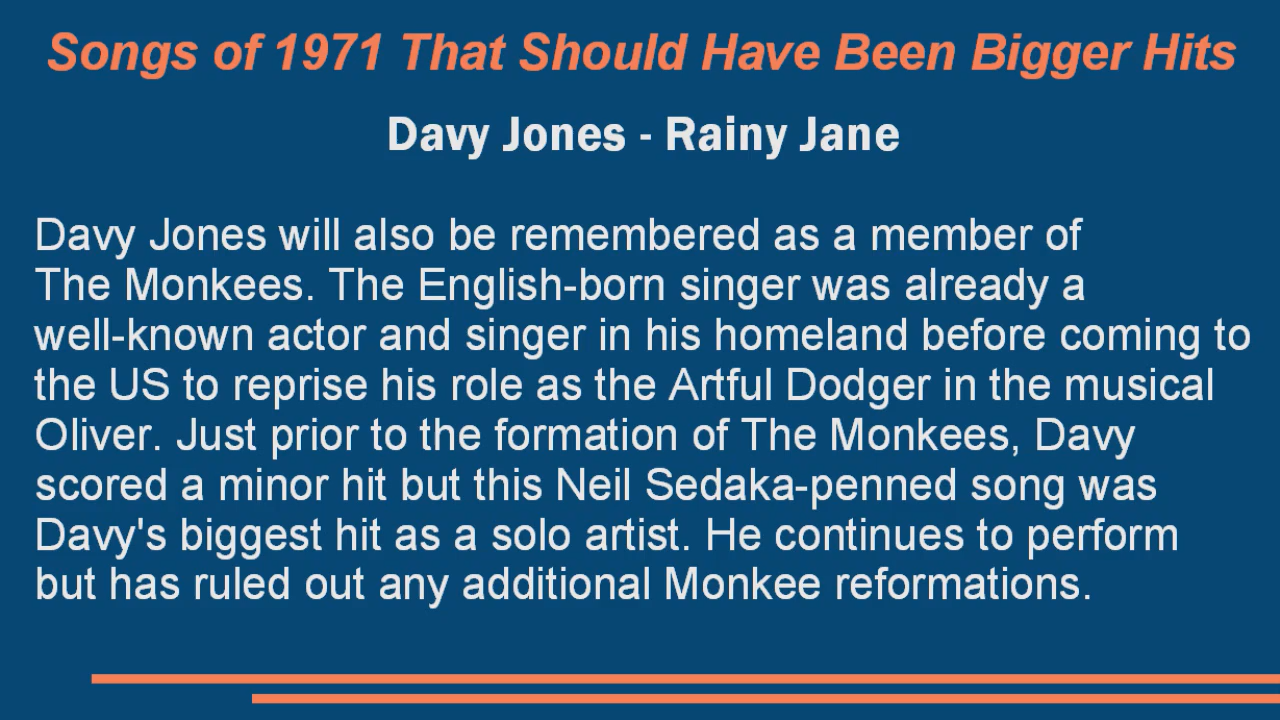 Songs of 1971 That Should Have Been Bigger Hits
Davy Jones - Rainy Jane
Davy Jones will also be remembered as a member of
The Monkees. The English-born singer was already a
well-known actor and singer in his homeland before coming to
the US to reprise his role as the Artful Dodger in the musical
Oliver. Just prior to the formation of The Monkees, Davy
scored a minor hit but this Neil Sedaka-penned song was
Davy's biggest hit as a solo artist. He continues to perform
but has ruled out any additional Monkee reformations.